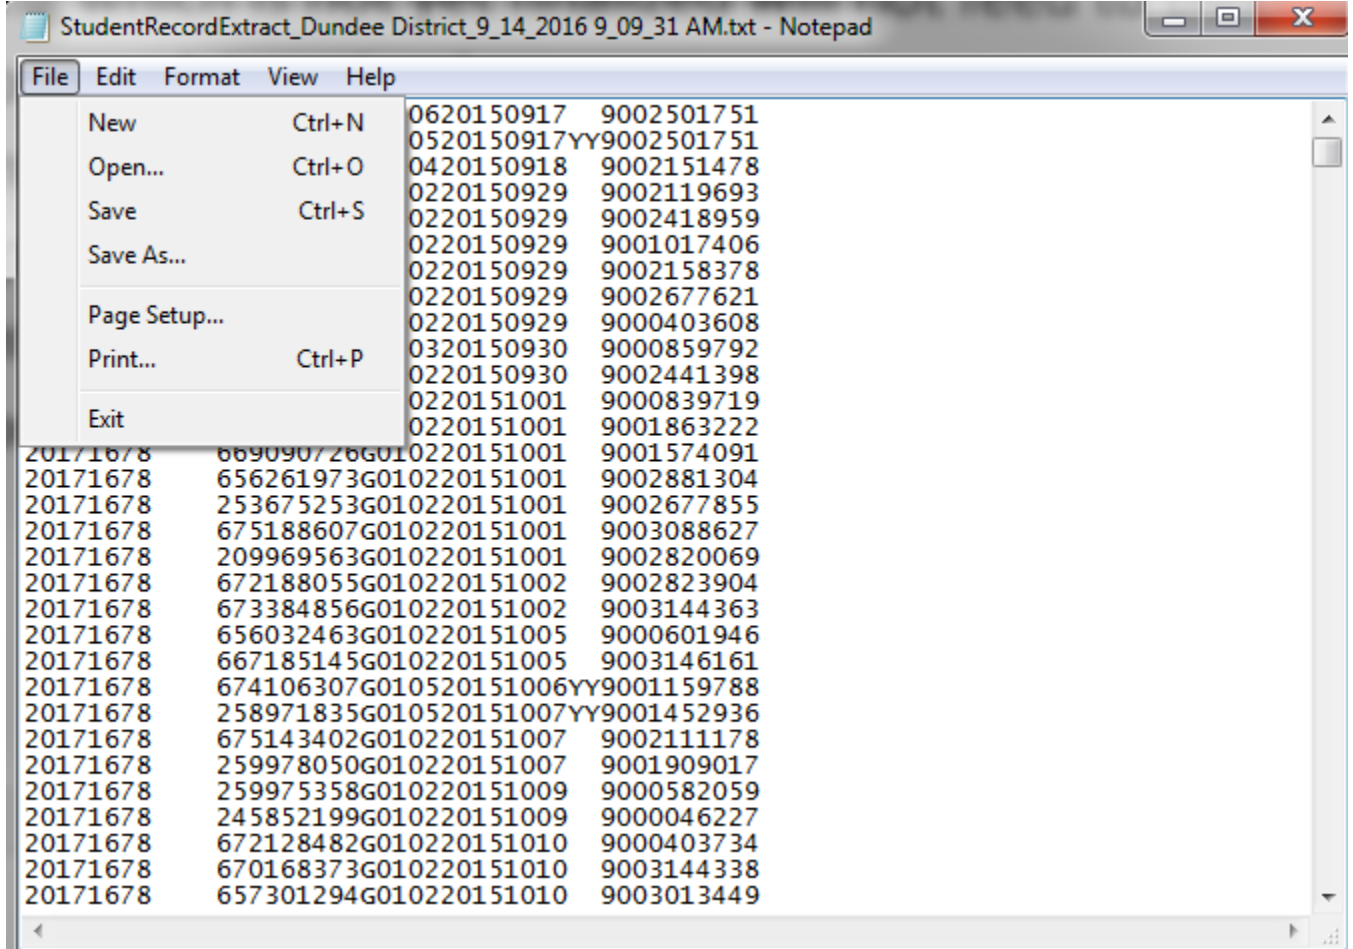 StudentRecordExtract_Dundee District_9_14_2016 9_09_31 AM.txt - Notepad
File Edit Format View Help
New Ctrl+N
Open... Ctrl+O
Save Ctrl+S
Save As...
Page Setup...
Print... Ctrl+P
Exit
0620150917 9002501751
0520150917YY9002501751
0420150918 9002151478
0220150929 9002119693
0220150929 9002418959
0220150929 9001017406
0220150929 9002158378
0220150929 9002677621
0220150929 9000403608
0320150930 9000859792
0220150930 9002441398
0220151001 9000839719
0220151001 9001863222
20171678 669090726G010220151001 9001574091
20171678 656261973G010220151001 9002881304
20171678 253675253G010220151001 9002677855
20171678 675188607G010220151001 9003088627
20171678 209969563G010220151001 9002820069
20171678 672188055G010220151002 9002823904
20171678 673384856G010220151002 9003144363
20171678 656032463G010220151005 9000601946
20171678 667185145G010220151005 9003146161
20171678 674106307G010520151006YY9001159788
20171678 258971835G010520151007YY9001452936
20171678 675143402G010220151007 9002111178
20171678 259978050G010220151007 9001909017
20171678 259975358G010220151009 9000582059
20171678 245852199G010220151009 9000046227
20171678 672128482G010220151010 9000403734
20171678 670168373G010220151010 9003144338
20171678 657301294G010220151010 9003013449